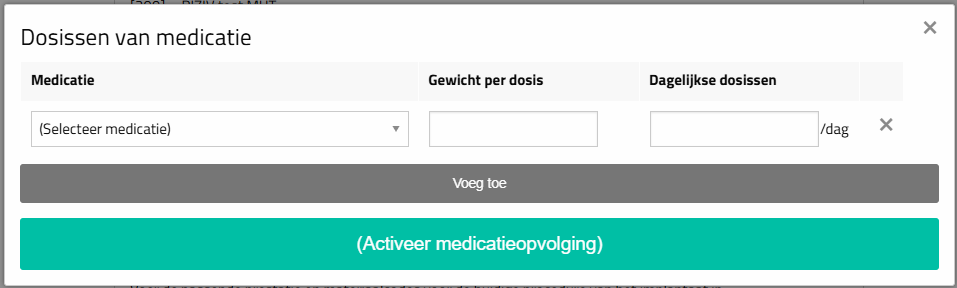 Dosissen van medicatie
Medicatie Gewicht per dosis Dagelijkse dosissen
(Selecteer medicatie) /dag
Voeg toe
(Activeer medicatieopvolging)